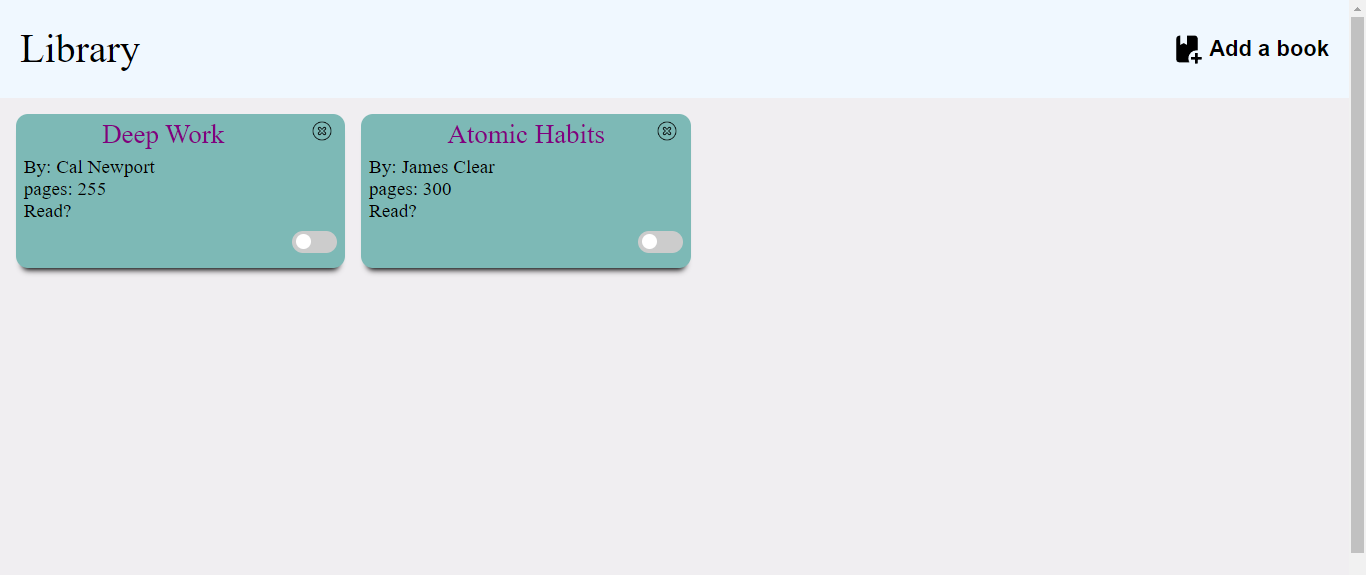 Library
Add a book
Deep Work
By: Cal Newport
pages: 255
Read?
Atomic Habits
By: James Clear
pages: 300
Read?